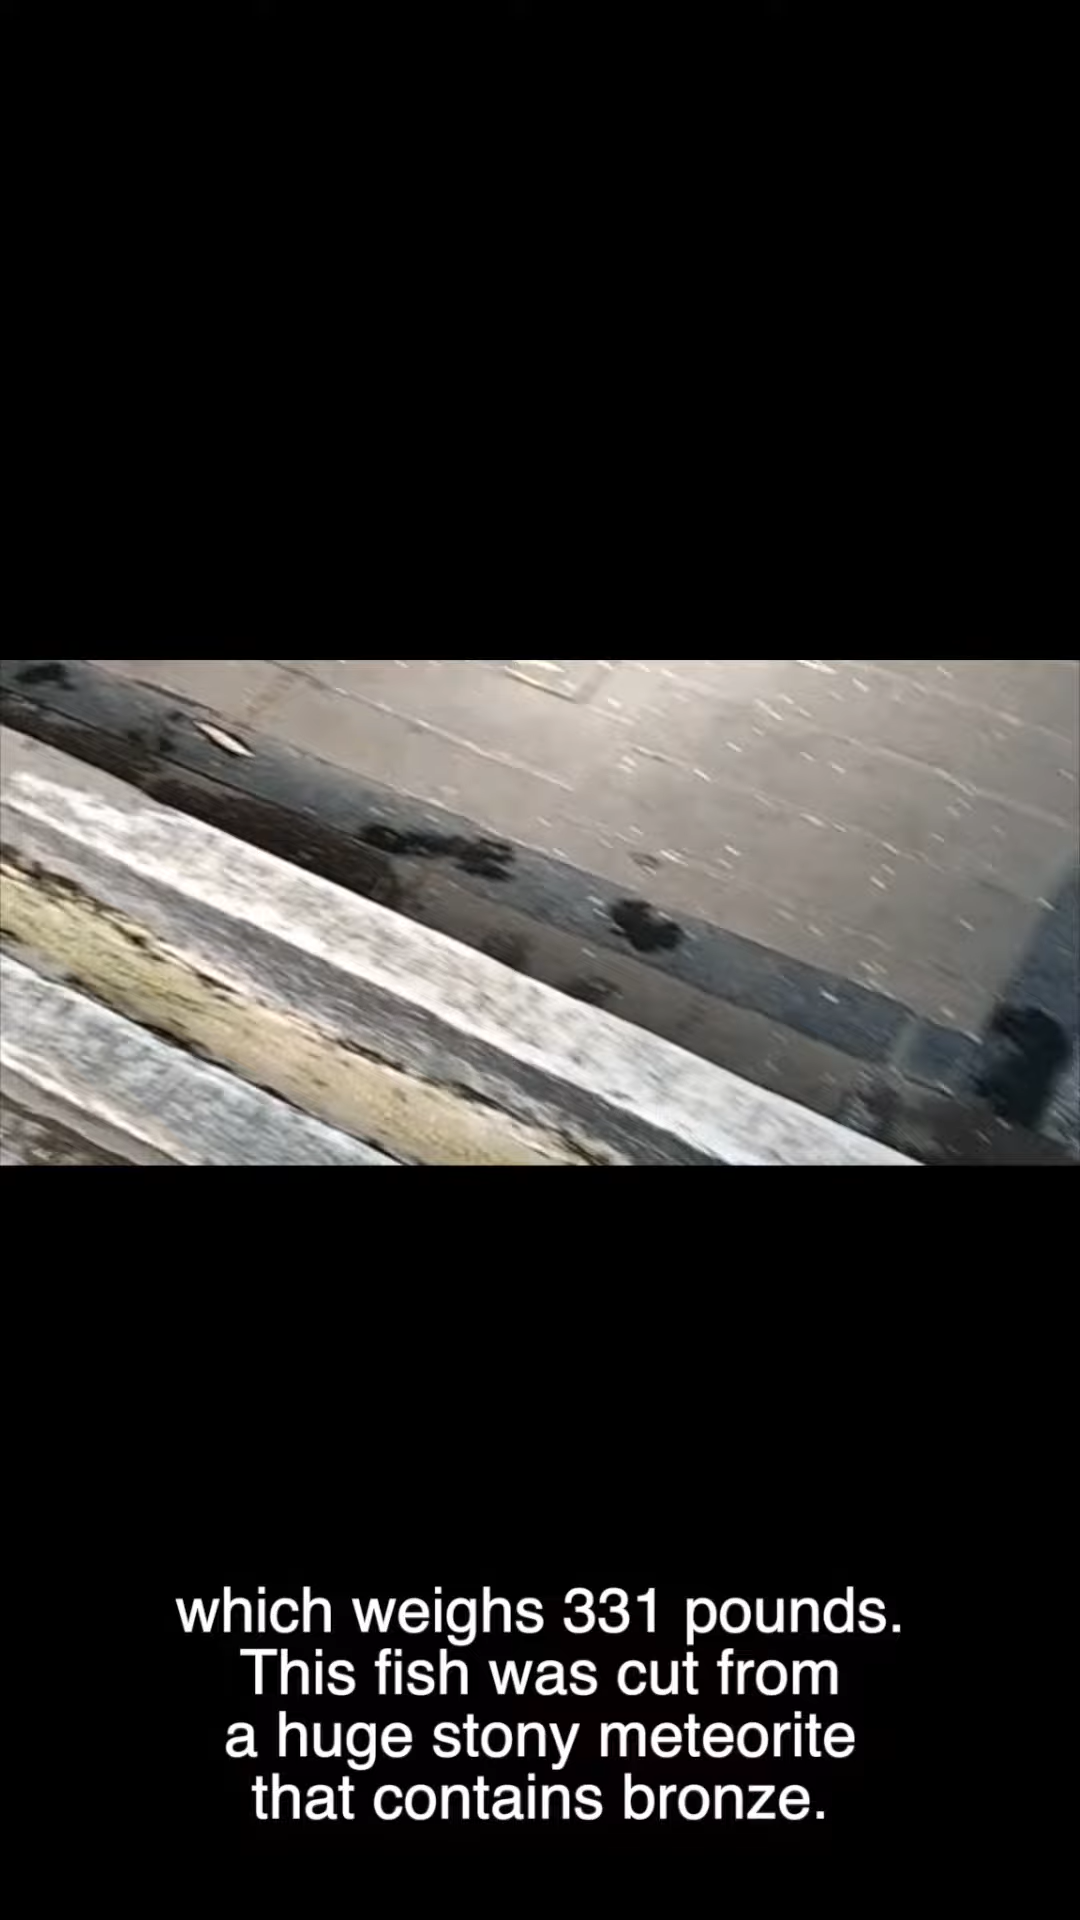 which weighs 331 pounds.
This fish was cut from
a huge stony meteorite
that contains bronze.